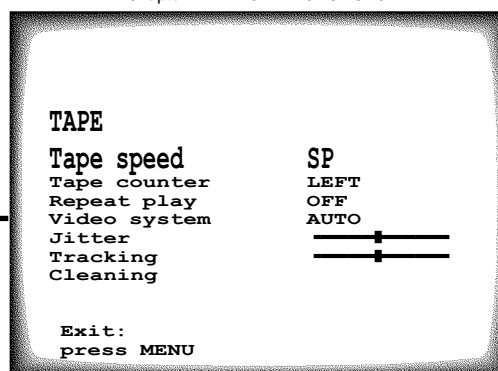 TAPE
Tape speed SP
Tape counter LEFT
Repeat play OFF
Video system AUTO
Jitter
Tracking
Cleaning
Exit:
press MENU